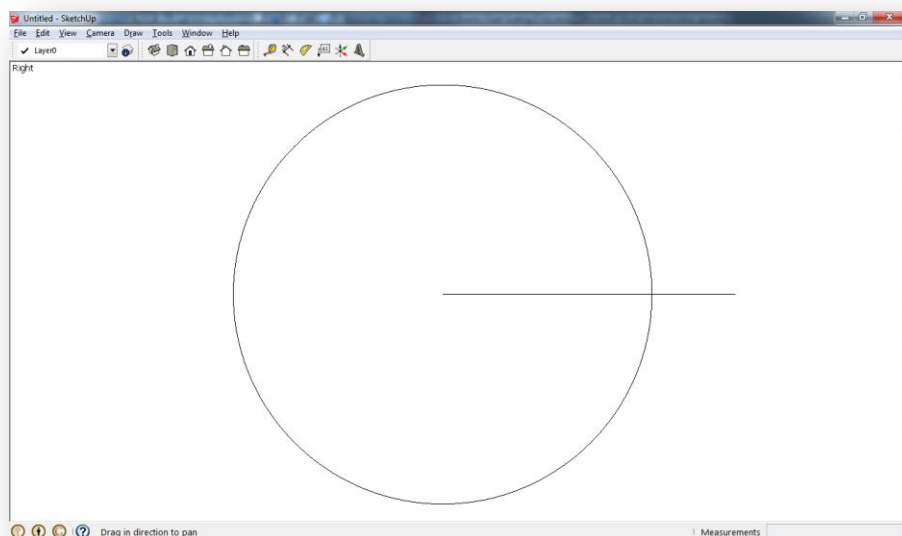 Untitled - SketchUp
File Edit View Camera Draw Tools Window Help
Layer0
Right
Drag in direction to pan
Measurements